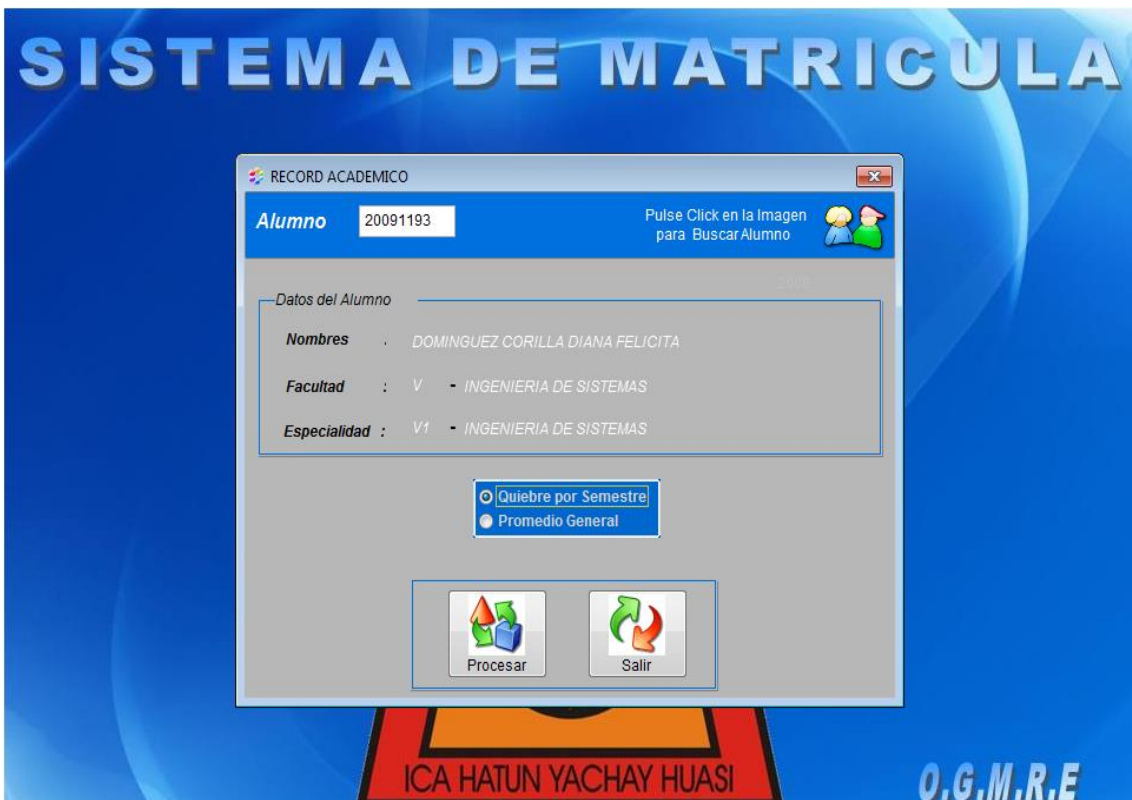 SISTEMA DE MATRICULA
RECORD ACADEMICO
Alumno 20091193
Pulse Click en la Imagen
para Buscar Alumno
2008
Datos del Alumno
Nombres . DOMINGUEZ CORILLA DIANA FELICITA
Facultad : V - INGENIERIA DE SISTEMAS
Especialidad : V1 - INGENIERIA DE SISTEMAS
Quiebre por Semestre
Promedio General
Procesar Salir
ICA HATUN YACHAY HUASI
O.G.M.R.E